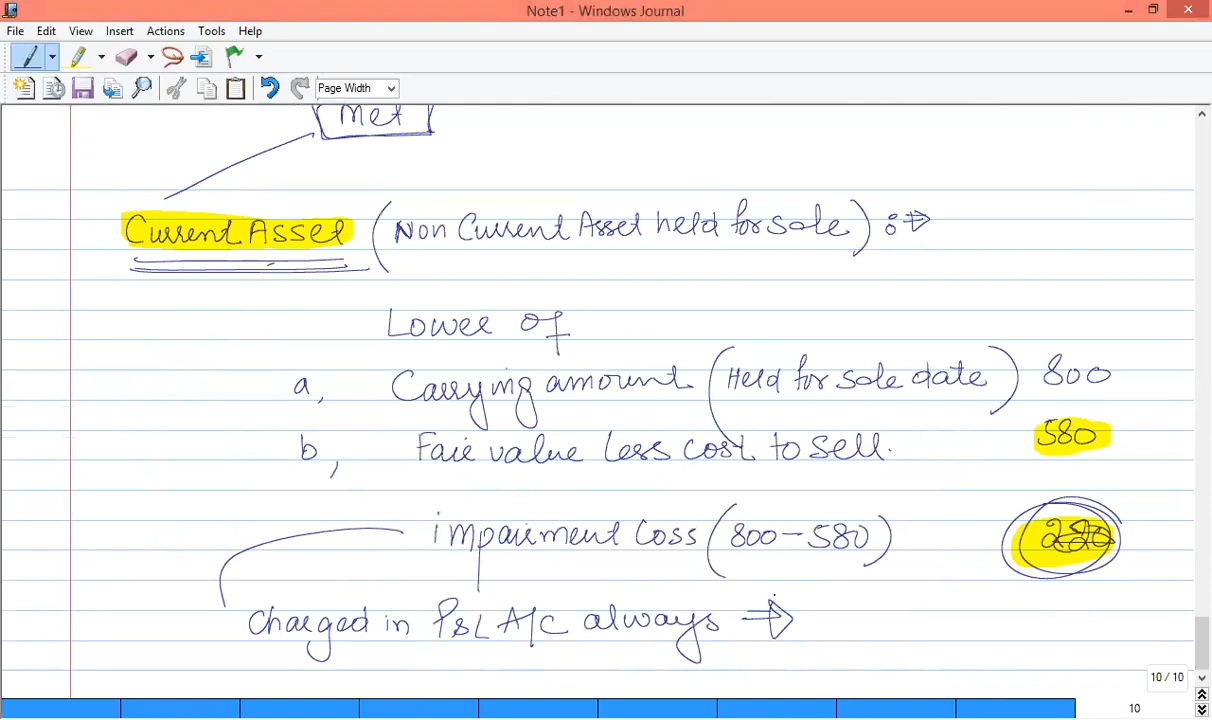 Note1 - Windows Journal
File Edit View Insert Actions Tools Help
Page Width
Met
Current Asset (Non Current Asset held for sale) :⇒
Lower of
a, Carrying amount (Held for sale date) 800
b, Fair value less cost to sell. 580
impairment loss (800-580) 220
charged in P&L A/C always ⇒
10 / 10
10